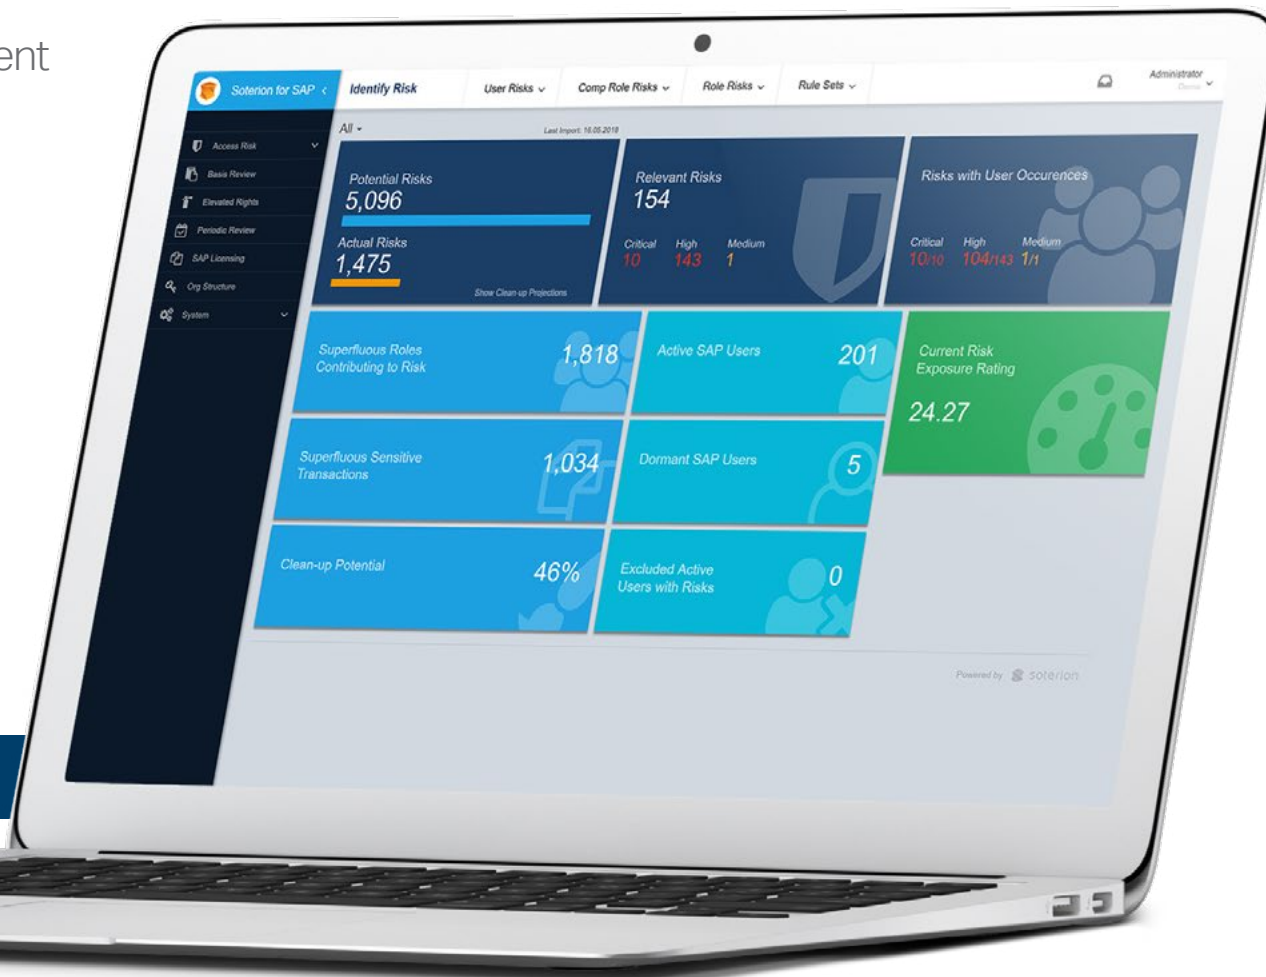 ent
Soterion for SAP <
Identify Risk
User Risks
Comp Role Risks
Role Risks
Rule Sets
Administrator
Demo
All
Last Import: 16.05.2018
Access Risk
Basis Review
Elevated Rights
Periodic Review
SAP Licensing
Org Structure
System
Potential Risks
5,096
Actual Risks
1,475
Show Clean-up Projections
Relevant Risks
154
Critical High Medium
10 143 1
Risks with User Occurences
Critical High Medium
10/10 104/143 1/1
Superfluous Roles
Contributing to Risk
1,818
Active SAP Users
201
Current Risk
Exposure Rating
24.27
Superfluous Sensitive
Transactions
1,034
Dormant SAP Users
5
Clean-up Potential
46%
Excluded Active
Users with Risks
0
Powered by soterion